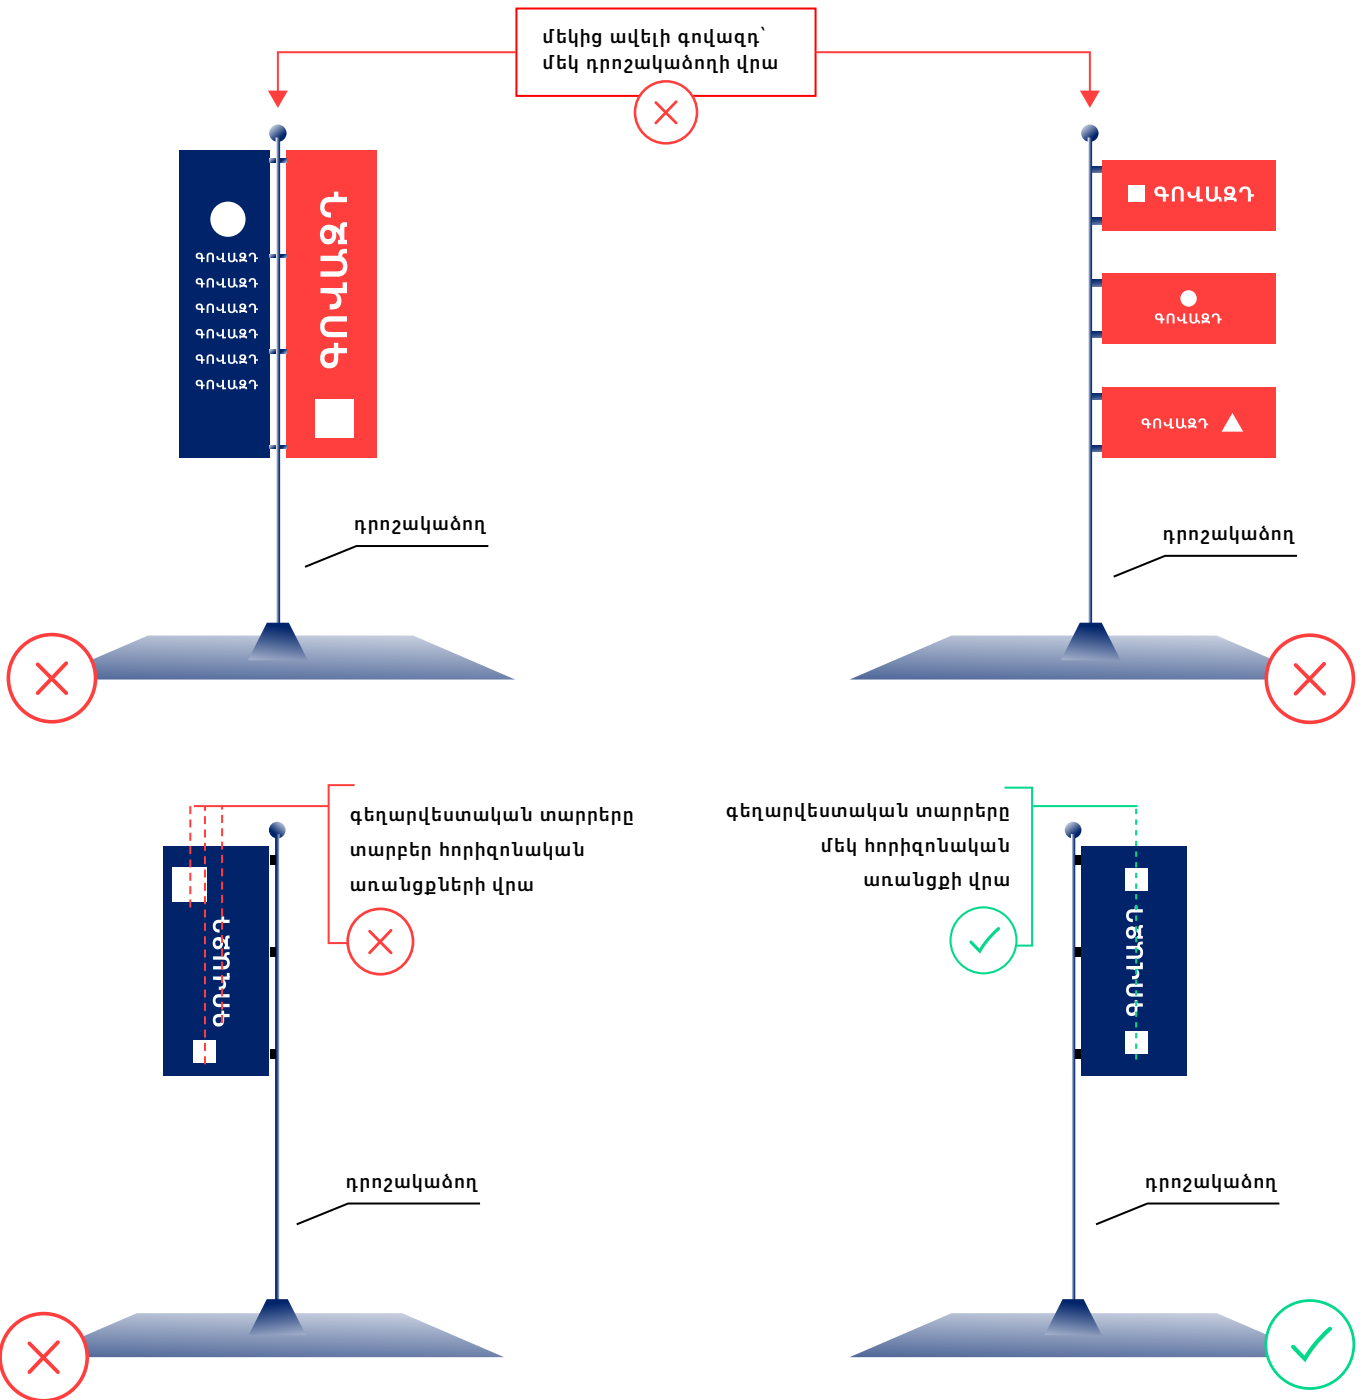 մեկից ավելի գովազդ՝
մեկ դրոշակաձողի վրա
ԳՈՎԱԶԴ
ԳՈՎԱԶԴ
ԳՈՎԱԶԴ
ԳՈՎԱԶԴ
ԳՈՎԱԶԴ
ԳՈՎԱԶԴ
ԳՈՎԱԶԴ
ԳՈՎԱԶԴ
ԳՈՎԱԶԴ
ԳՈՎԱԶԴ
դրոշակաձող
դրոշակաձող
գեղարվեստական տարրերը
տարբեր հորիզոնական
առանցքների վրա
ԳՈՎԱԶԴ
գեղարվեստական տարրերը
մեկ հորիզոնական
առանցքի վրա
ԳՈՎԱԶԴ
դրոշակաձող
դրոշակաձող